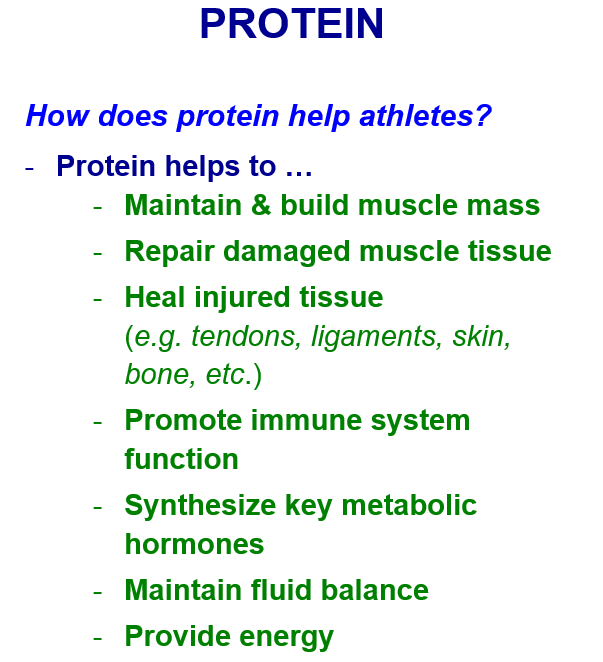 PROTEIN
How does protein help athletes?
- Protein helps to …
- Maintain & build muscle mass
- Repair damaged muscle tissue
- Heal injured tissue
(e.g. tendons, ligaments, skin,
bone, etc.)
- Promote immune system
function
- Synthesize key metabolic
hormones
- Maintain fluid balance
- Provide energy